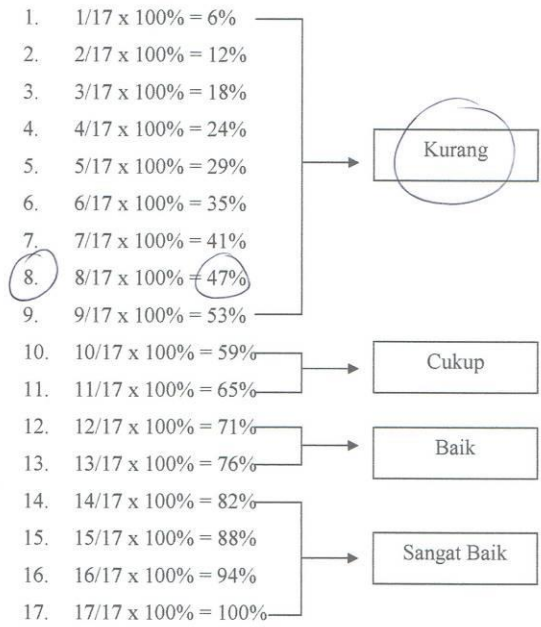 1. 1/17 x 100% = 6%
2. 2/17 x 100% = 12%
3. 3/17 x 100% = 18%
4. 4/17 x 100% = 24%
5. 5/17 x 100% = 29%
6. 6/17 x 100% = 35%
7. 7/17 x 100% = 41%
8. 8/17 x 100% = 47%
9. 9/17 x 100% = 53%
Kurang
10. 10/17 x 100% = 59%
11. 11/17 x 100% = 65%
Cukup
12. 12/17 x 100% = 71%
13. 13/17 x 100% = 76%
Baik
14. 14/17 x 100% = 82%
15. 15/17 x 100% = 88%
16. 16/17 x 100% = 94%
17. 17/17 x 100% = 100%
Sangat Baik